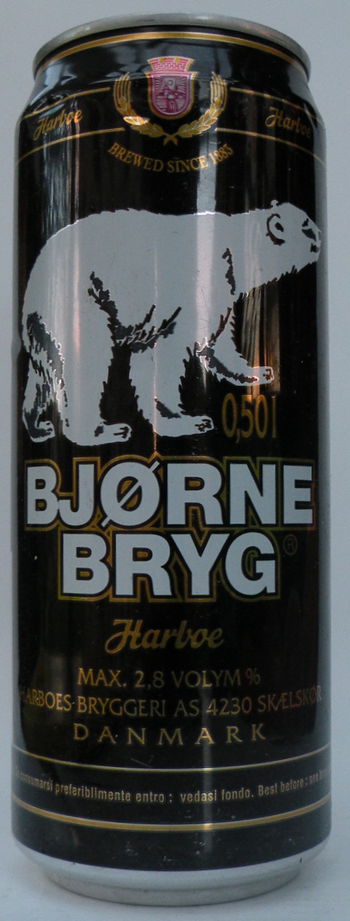 Harboe Harboe
BREWED SINCE 1883
0,50 l
BJØRNE
BRYG ®
Harboe
MAX. 2,8 VOLYM %
HARBOES BRYGGERI AS 4230 SKÆLSKØR
DANMARK
consumarsi preferibilmente entro : vedasi fondo. Best before :